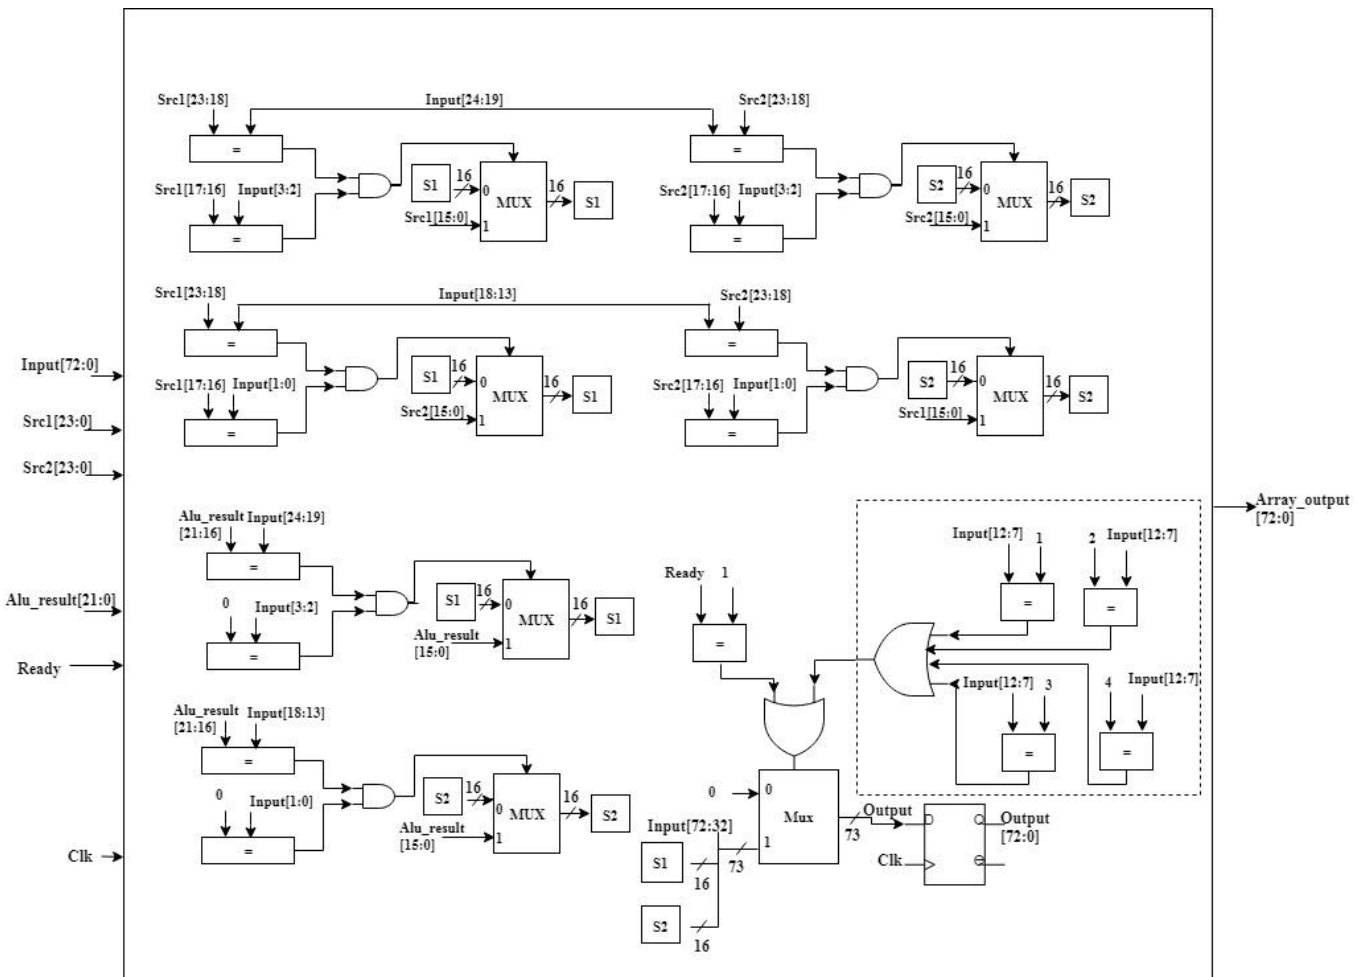 Src1[23:18] Input[24:19] Src2[23:18]
= =
Src1[17:16] Input[3:2] S1 16 0 MUX 16 S1 Src2[17:16] Input[3:2] S2 16 0 MUX 16 S2
Src1[15:0] 1 Src2[15:0] 1
= =
Src1[23:18] Input[18:13] Src2[23:18]
= =
Src1[17:16] Input[1:0] S1 16 0 MUX 16 S1 Src2[17:16] Input[1:0] S2 16 0 MUX 16 S2
Src2[15:0] 1 Src1[15:0] 1
= =
Input[72:0]
Src1[23:0]
Src2[23:0]
Alu_result[21:0]
Ready
Clk
Alu_result
[21:16]
Input[24:19]
=
0 Input[3:2] S1 16 0 MUX 16 S1
Alu_result
[15:0]
1
=
Alu_result
[21:16]
Input[18:13]
=
0 Input[1:0] S2 16 0 MUX 16 S2
Alu_result
[15:0]
1
=
Ready 1
=
Input[12:7] 1 2 Input[12:7]
= =
Input[12:7] 3 4 Input[12:7]
= =
0 0 Mux
Input[72:32]
1
73
S1 16
S2 16
73
Output
D Q
Clk
Q
Output
[72:0]
Array_output
[72:0]